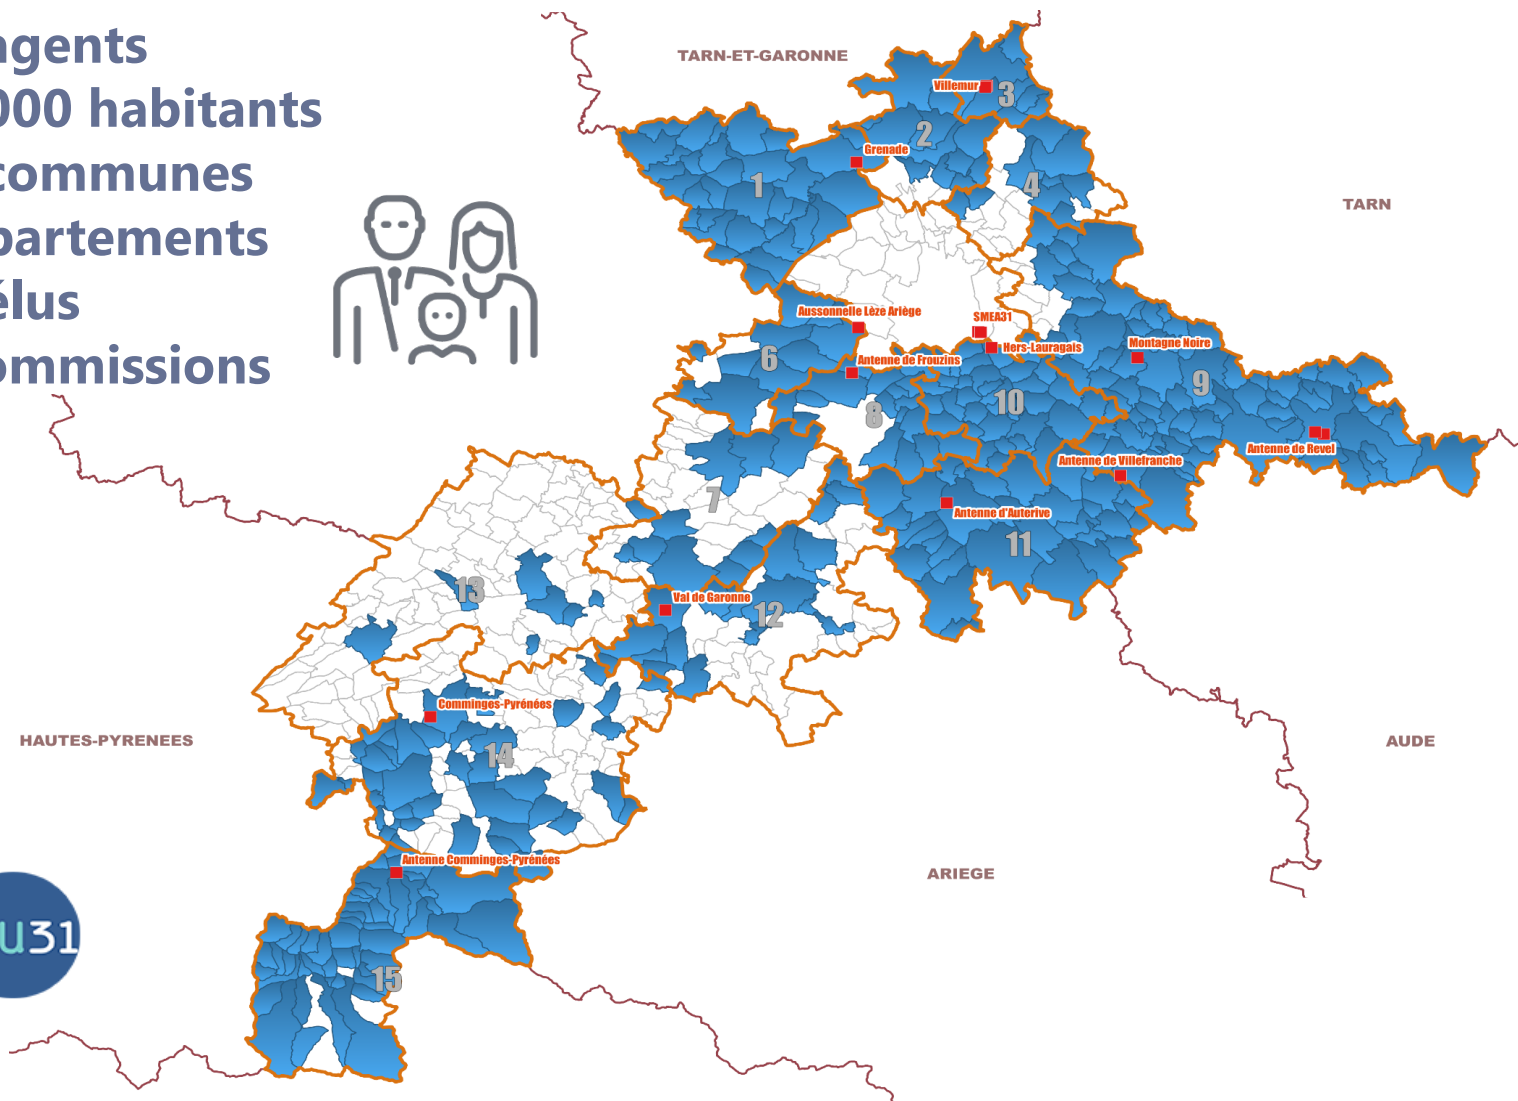 agents
000 habitants
communes
partements
élus
ommissions
TARN-ET-GARONNE
Villemur
3
2
Grenade
1
4
TARN
Aussonnelle Lèze Ariège
SMEA31
Hers-Lauragais
Montagne Noire
6
Antenne de Frouzins
9
10
8
Antenne de Revel
Antenne de Villefranche
7
Antenne d'Auterive
11
13
Val de Garonne
12
Comminges-Pyrénées
HAUTES-PYRENEES
14
AUDE
Antenne Comminges-Pyrénées
ARIEGE
u31
15